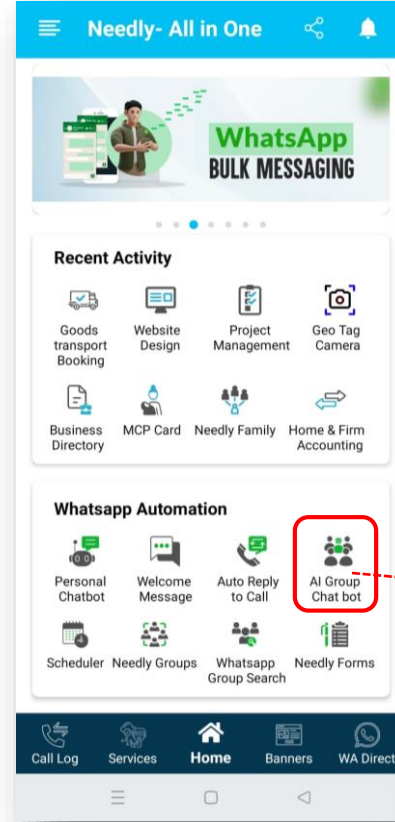 Needly- All in One
WhatsApp
BULK MESSAGING
Recent Activity
Goods transport Booking
Website Design
Project Management
Geo Tag Camera
Business Directory
MCP Card
Needly Family
Home & Firm Accounting
Whatsapp Automation
Personal Chatbot
Welcome Message
Auto Reply to Call
AI Group Chat bot
Scheduler
Needly Groups
Whatsapp Group Search
Needly Forms
Call Log
Services
Home
Banners
WA Direct